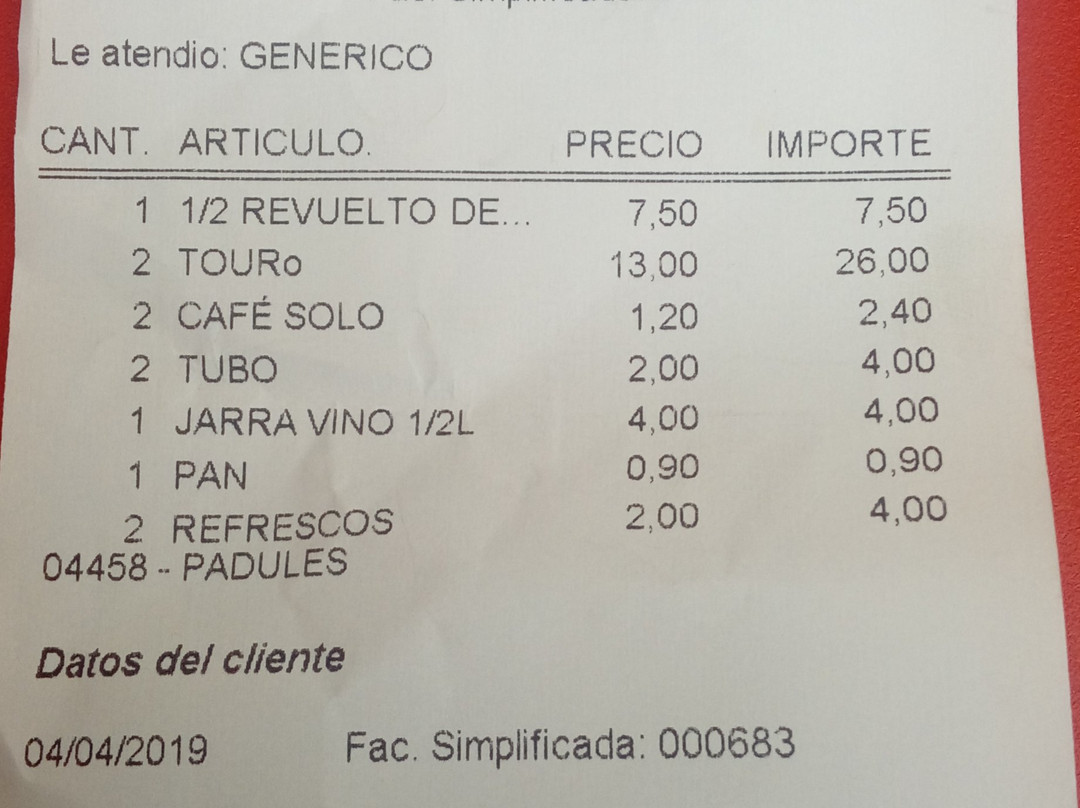 Le atendio: GENERICO
CANT. ARTICULO. PRECIO IMPORTE
1 1/2 REVUELTO DE... 7,50 7,50
2 TOURo 13,00 26,00
2 CAFÉ SOLO 1,20 2,40
2 TUBO 2,00 4,00
1 JARRA VINO 1/2L 4,00 4,00
1 PAN 0,90 0,90
2 REFRESCOS 2,00 4,00
04458 - PADULES
Datos del cliente
04/04/2019 Fac. Simplificada: 000683